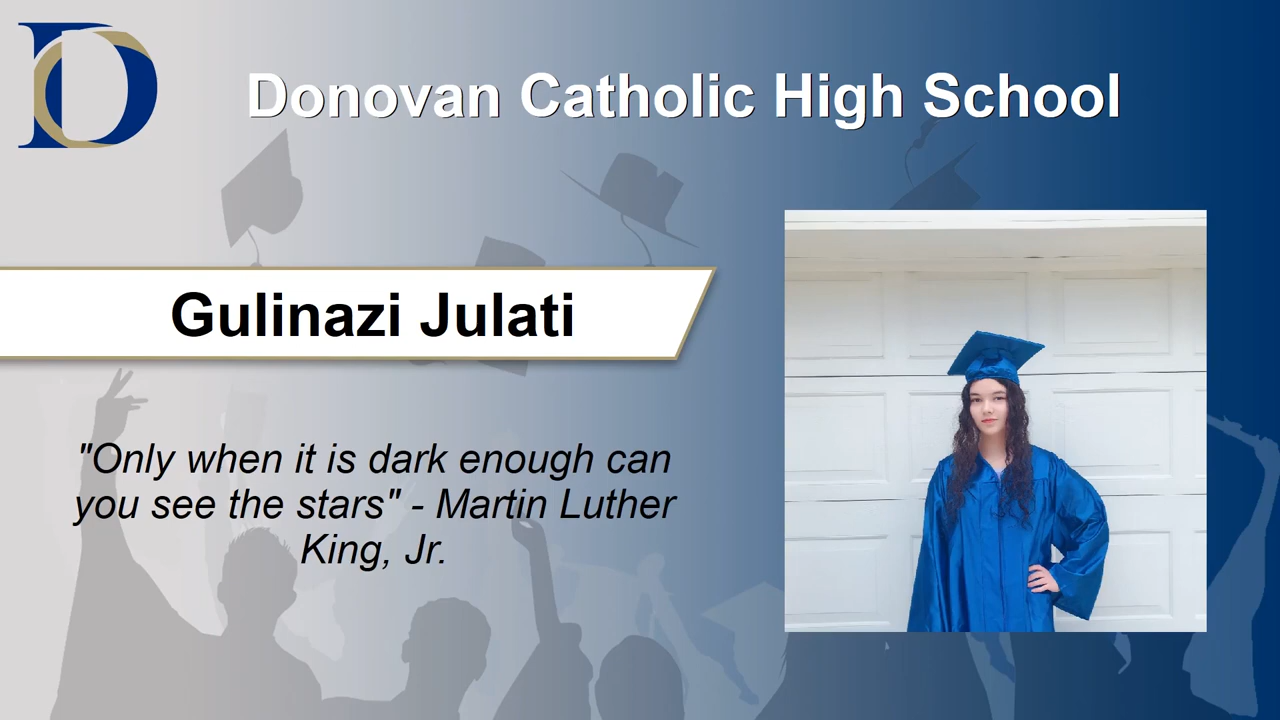 Donovan Catholic High School
Gulinazi Julati
"Only when it is dark enough can
you see the stars" - Martin Luther
King, Jr.